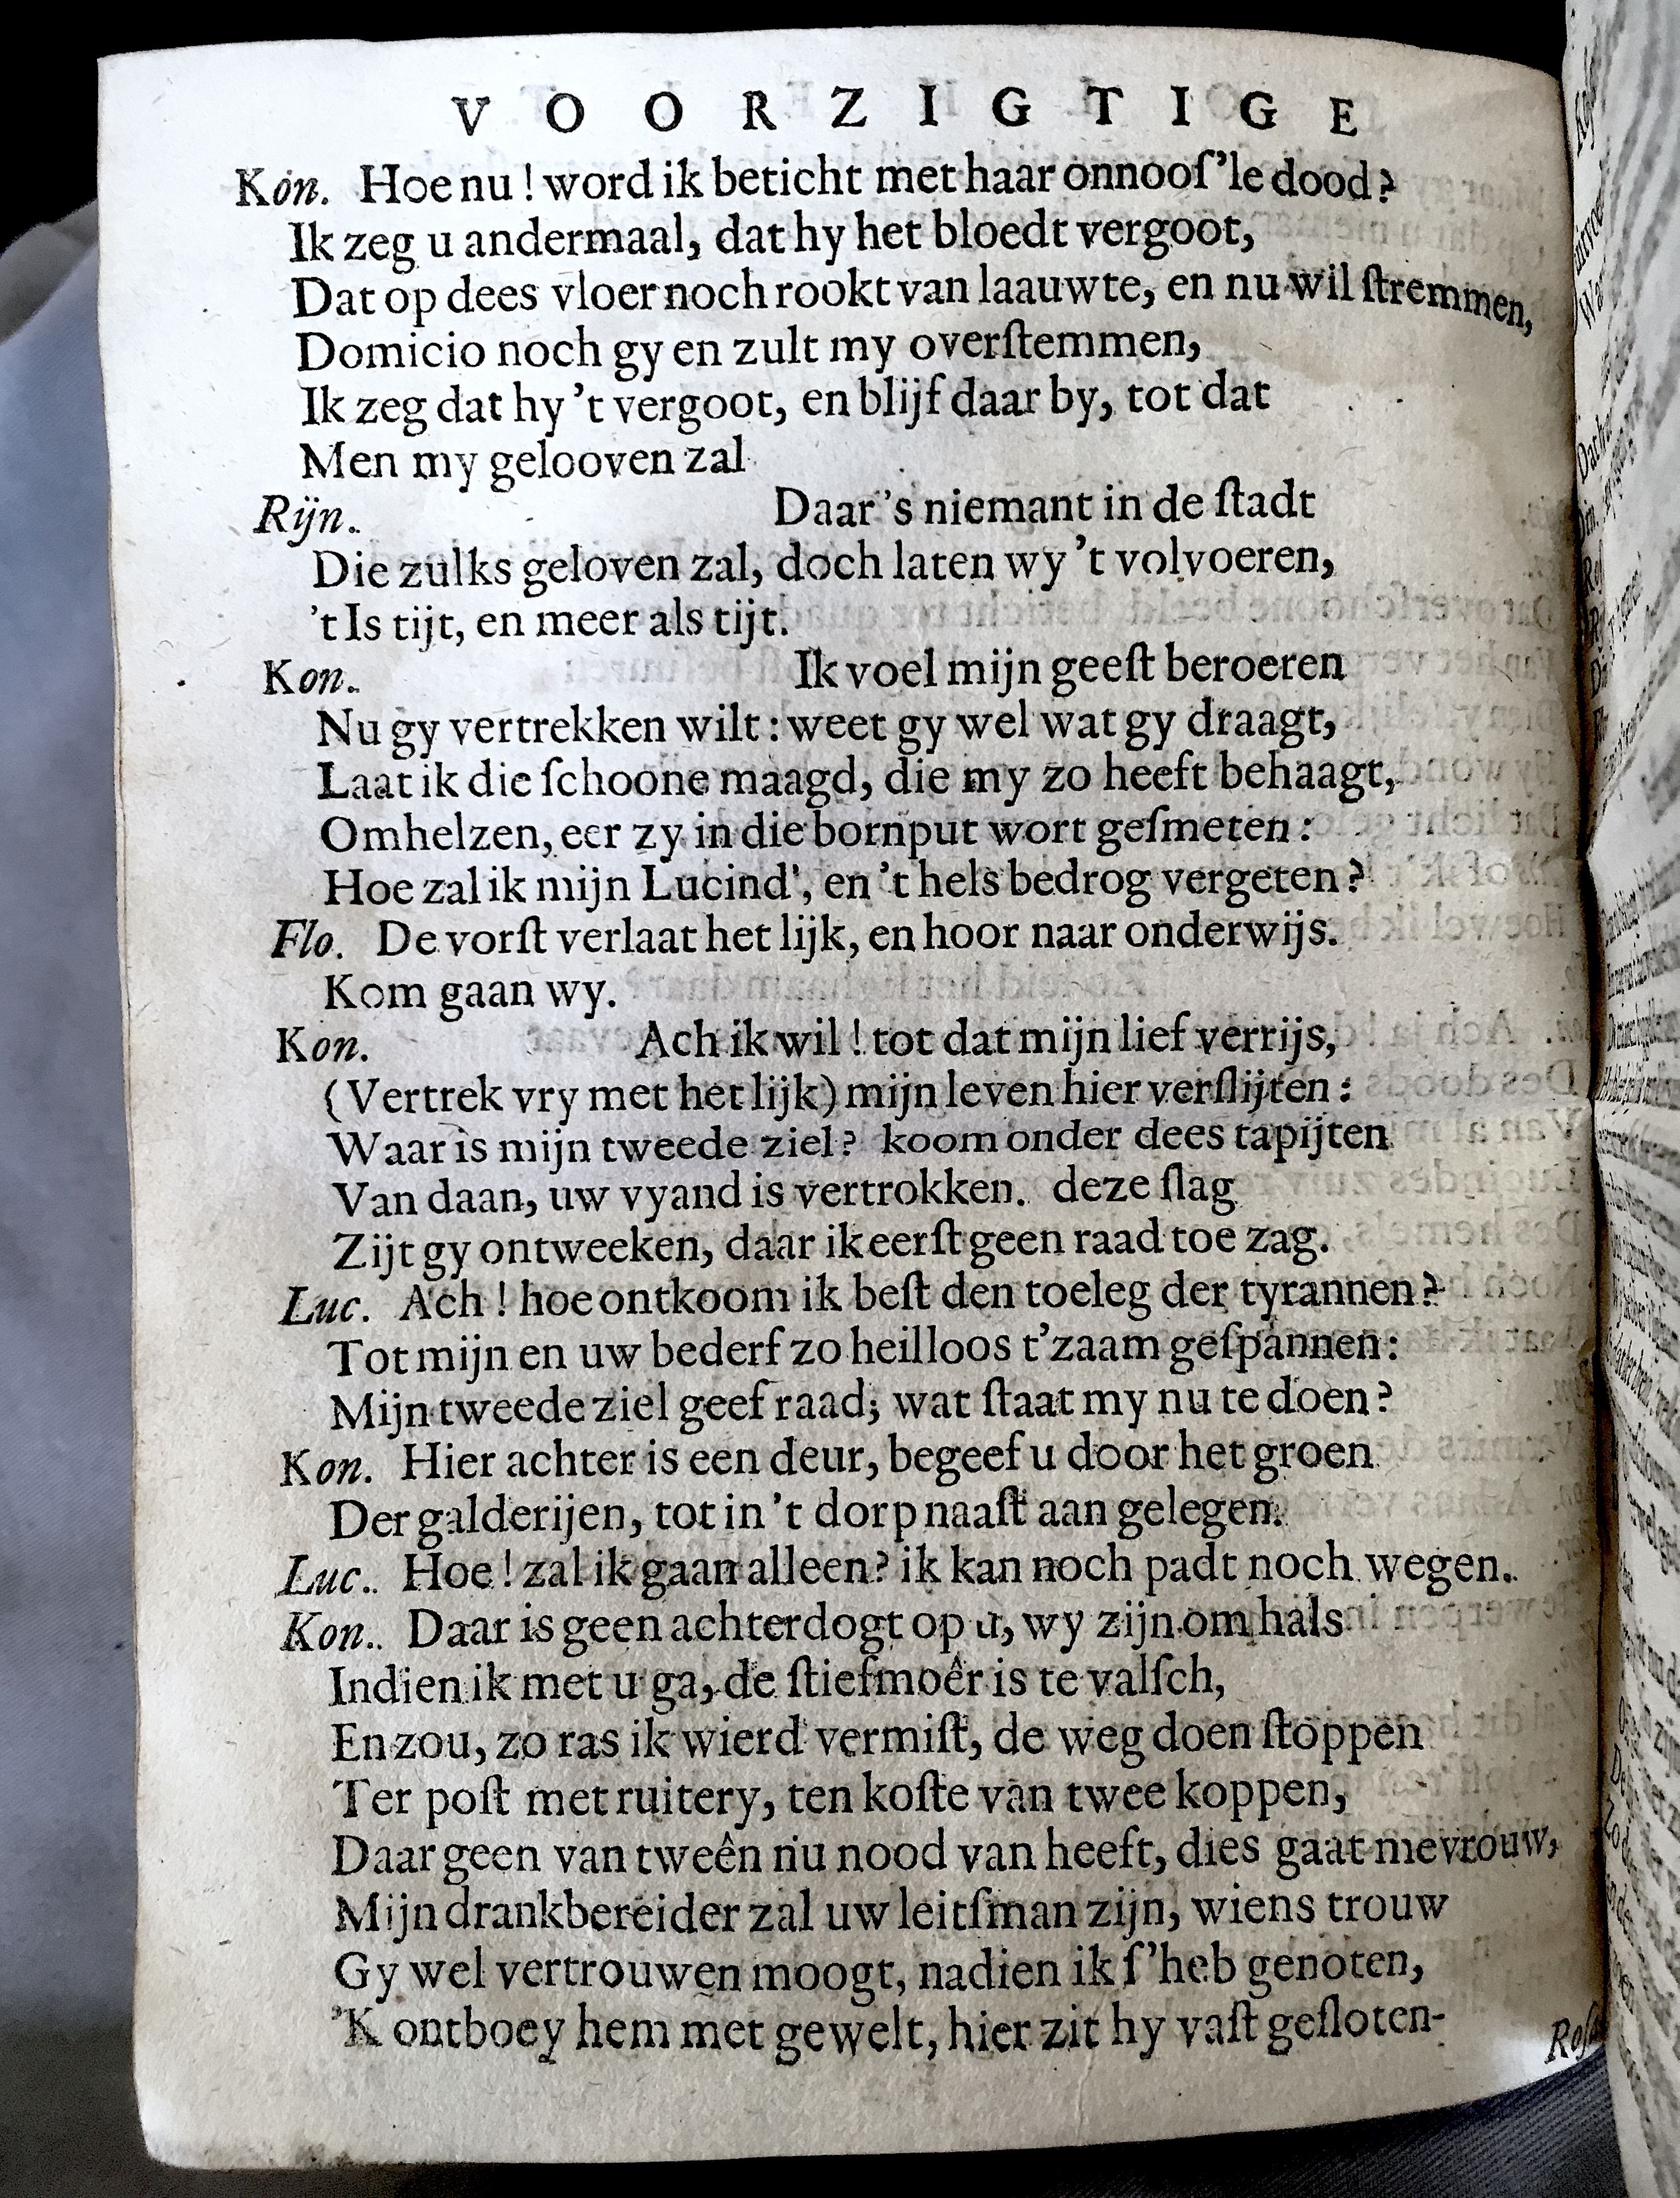 VOORZIGTIGE
Kon. Hoe nu! word ik beticht met haar onnooſ'le dood?
Ik zeg u andermaal, dat hy het bloedt vergoot,
Dat op dees vloer noch rookt van laauwte, en nu wil ſtremmen,
Domicio noch gy en zult my overſtemmen,
Ik zeg dat hy 't vergoot, en blijf daar by, tot dat
Men my gelooven zal
Rijn. Daar 's niemant in de ſtadt
Die zulks geloven zal, doch laten wy 't volvoeren,
't Is tijt, en meer als tijt.
Kon. Ik voel mijn geeſt beroeren
Nu gy vertrekken wilt: weet gy wel wat gy draagt,
Laat ik die ſchoone maagd, die my zo heeft behaagt,
Omhelzen, eer zy in die bornput wort geſmeten:
Hoe zal ik mijn Lucind', en 't hels bedrog vergeten?
Flo. De vorſt verlaat het lijk, en hoor naar onderwijs.
Kom gaan wy.
Kon. Ach ik wil! tot dat mijn lief verrijs,
(Vertrek vry met het lijk) mijn leven hier verſlijten:
Waar is mijn tweede ziel? koom onder dees tapijten
Van daan, uw vyand is vertrokken. deze ſlag
Zijt gy ontweeken, daar ik eerſt geen raad toe zag.
Luc. Ach! hoe ontkoom ik beſt den toeleg der tyrannen?
Tot mijn en uw bederf zo heilloos t'zaam geſpannen:
Mijn tweede ziel geef raad; wat ſtaat my nu te doen?
Kon. Hier achter is een deur, begeef u door het groen
Der galderijen, tot in 't dorp naaſt aan gelegen.
Luc. Hoe! zal ik gaan alleen? ik kan noch padt noch wegen.
Kon. Daar is geen achterdogt op u, wy zijn om hals
Indien ik met u ga, de ſtiefmoêr is te valſch,
En zou, zo ras ik wierd vermiſt, de weg doen ſtoppen
Ter poſt met ruitery, ten koſte van twee koppen,
Daar geen van tweên nu nood van heeft, dies gaat mevrouw,
Mijn drankbereider zal uw leitſman zijn, wiens trouw
Gy wel vertrouwen moogt, nadien ik ſ'heb genoten,
'K ontboey hem met gewelt, hier zit hy vaſt geſloten-